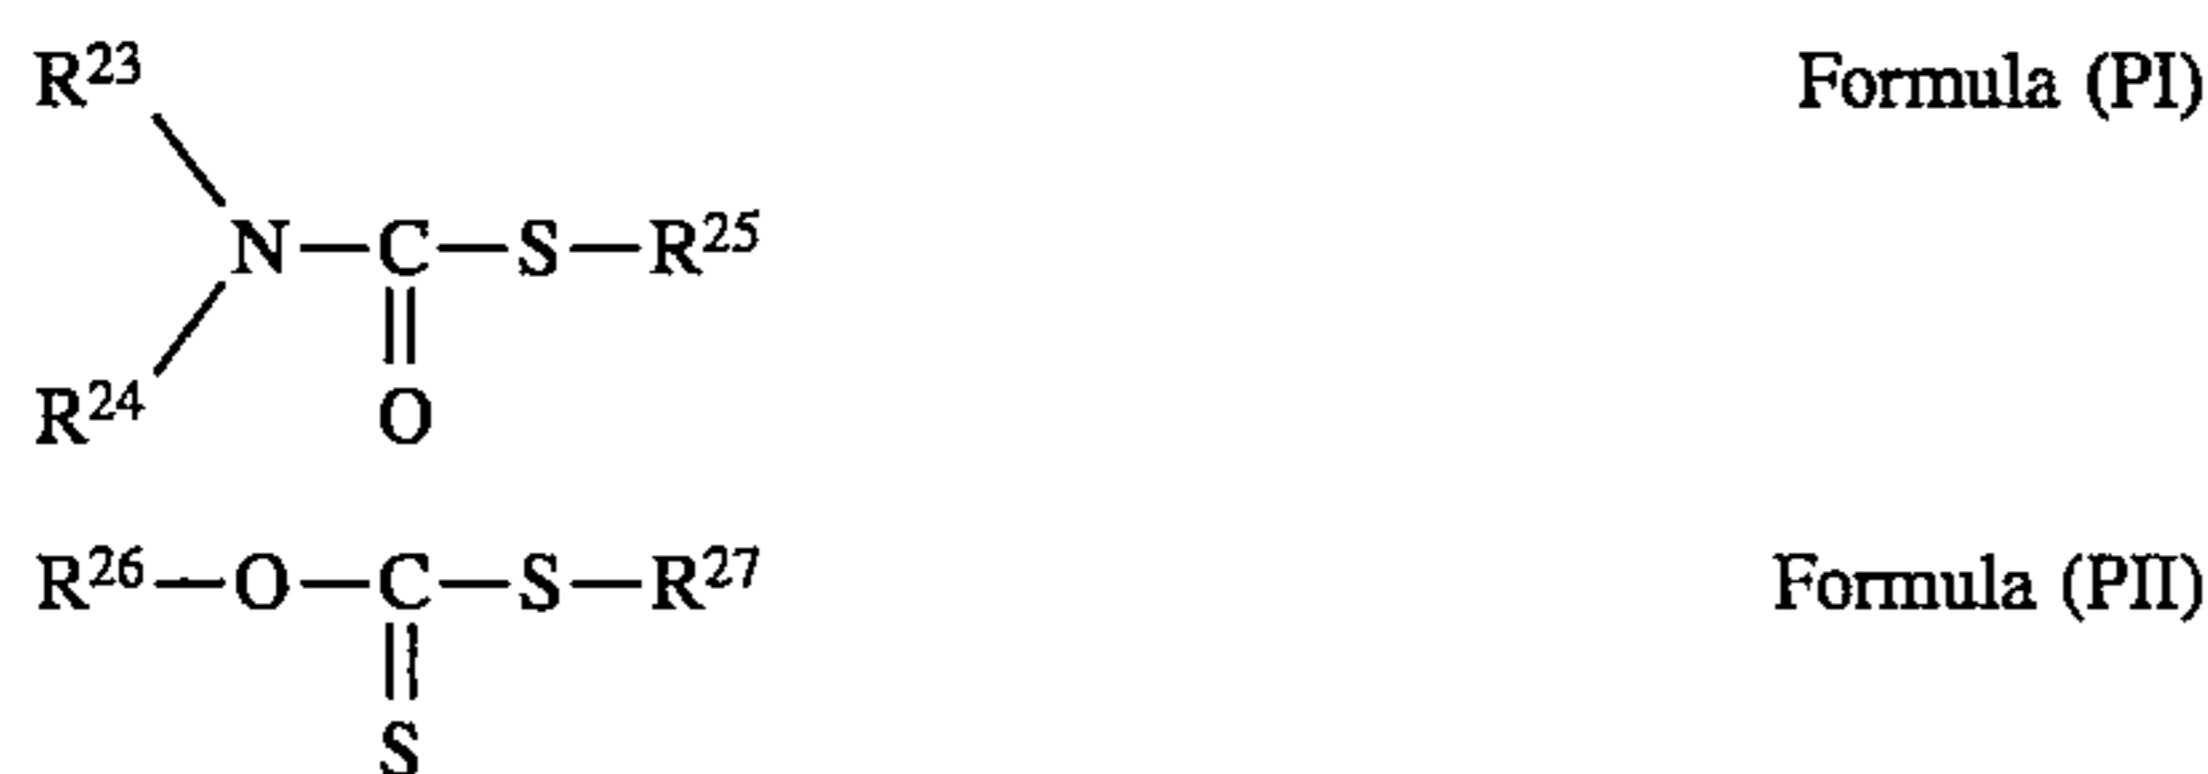 R23 Formula (PI)
N—C—S—R25
R24 O
R26—O—C—S—R27 Formula (PII)
S